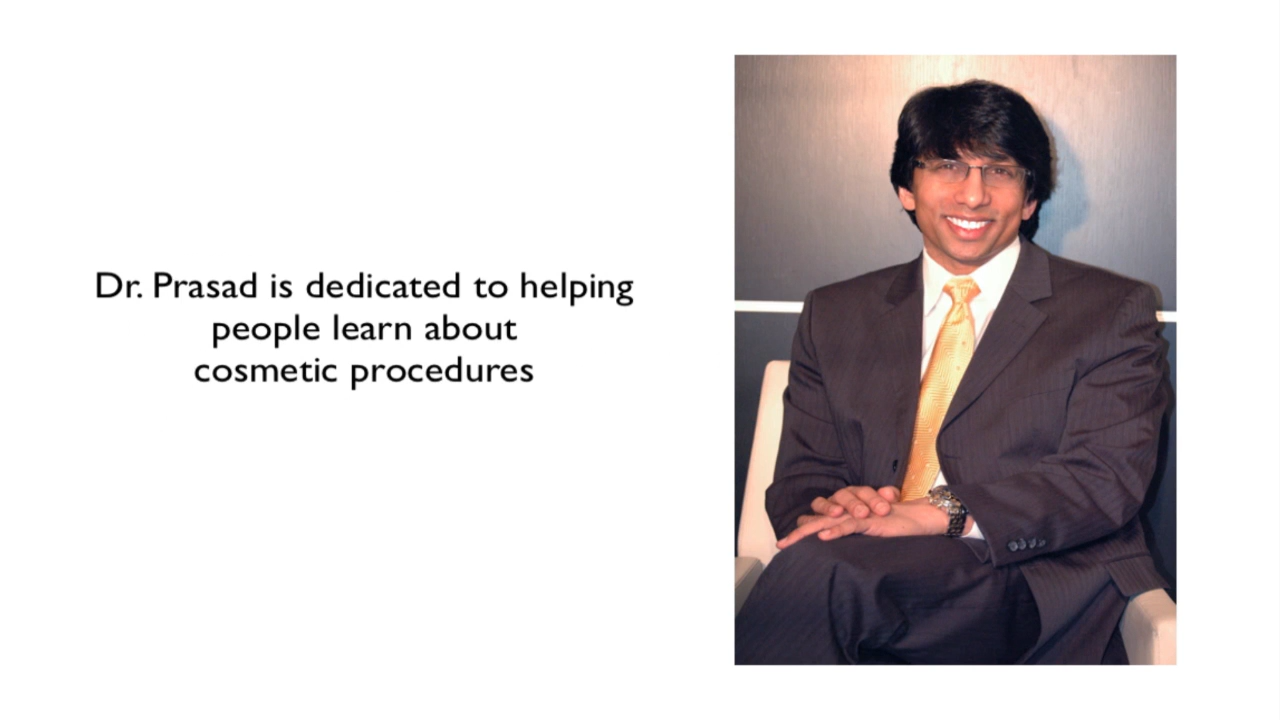 Dr. Prasad is dedicated to helping
people learn about
cosmetic procedures